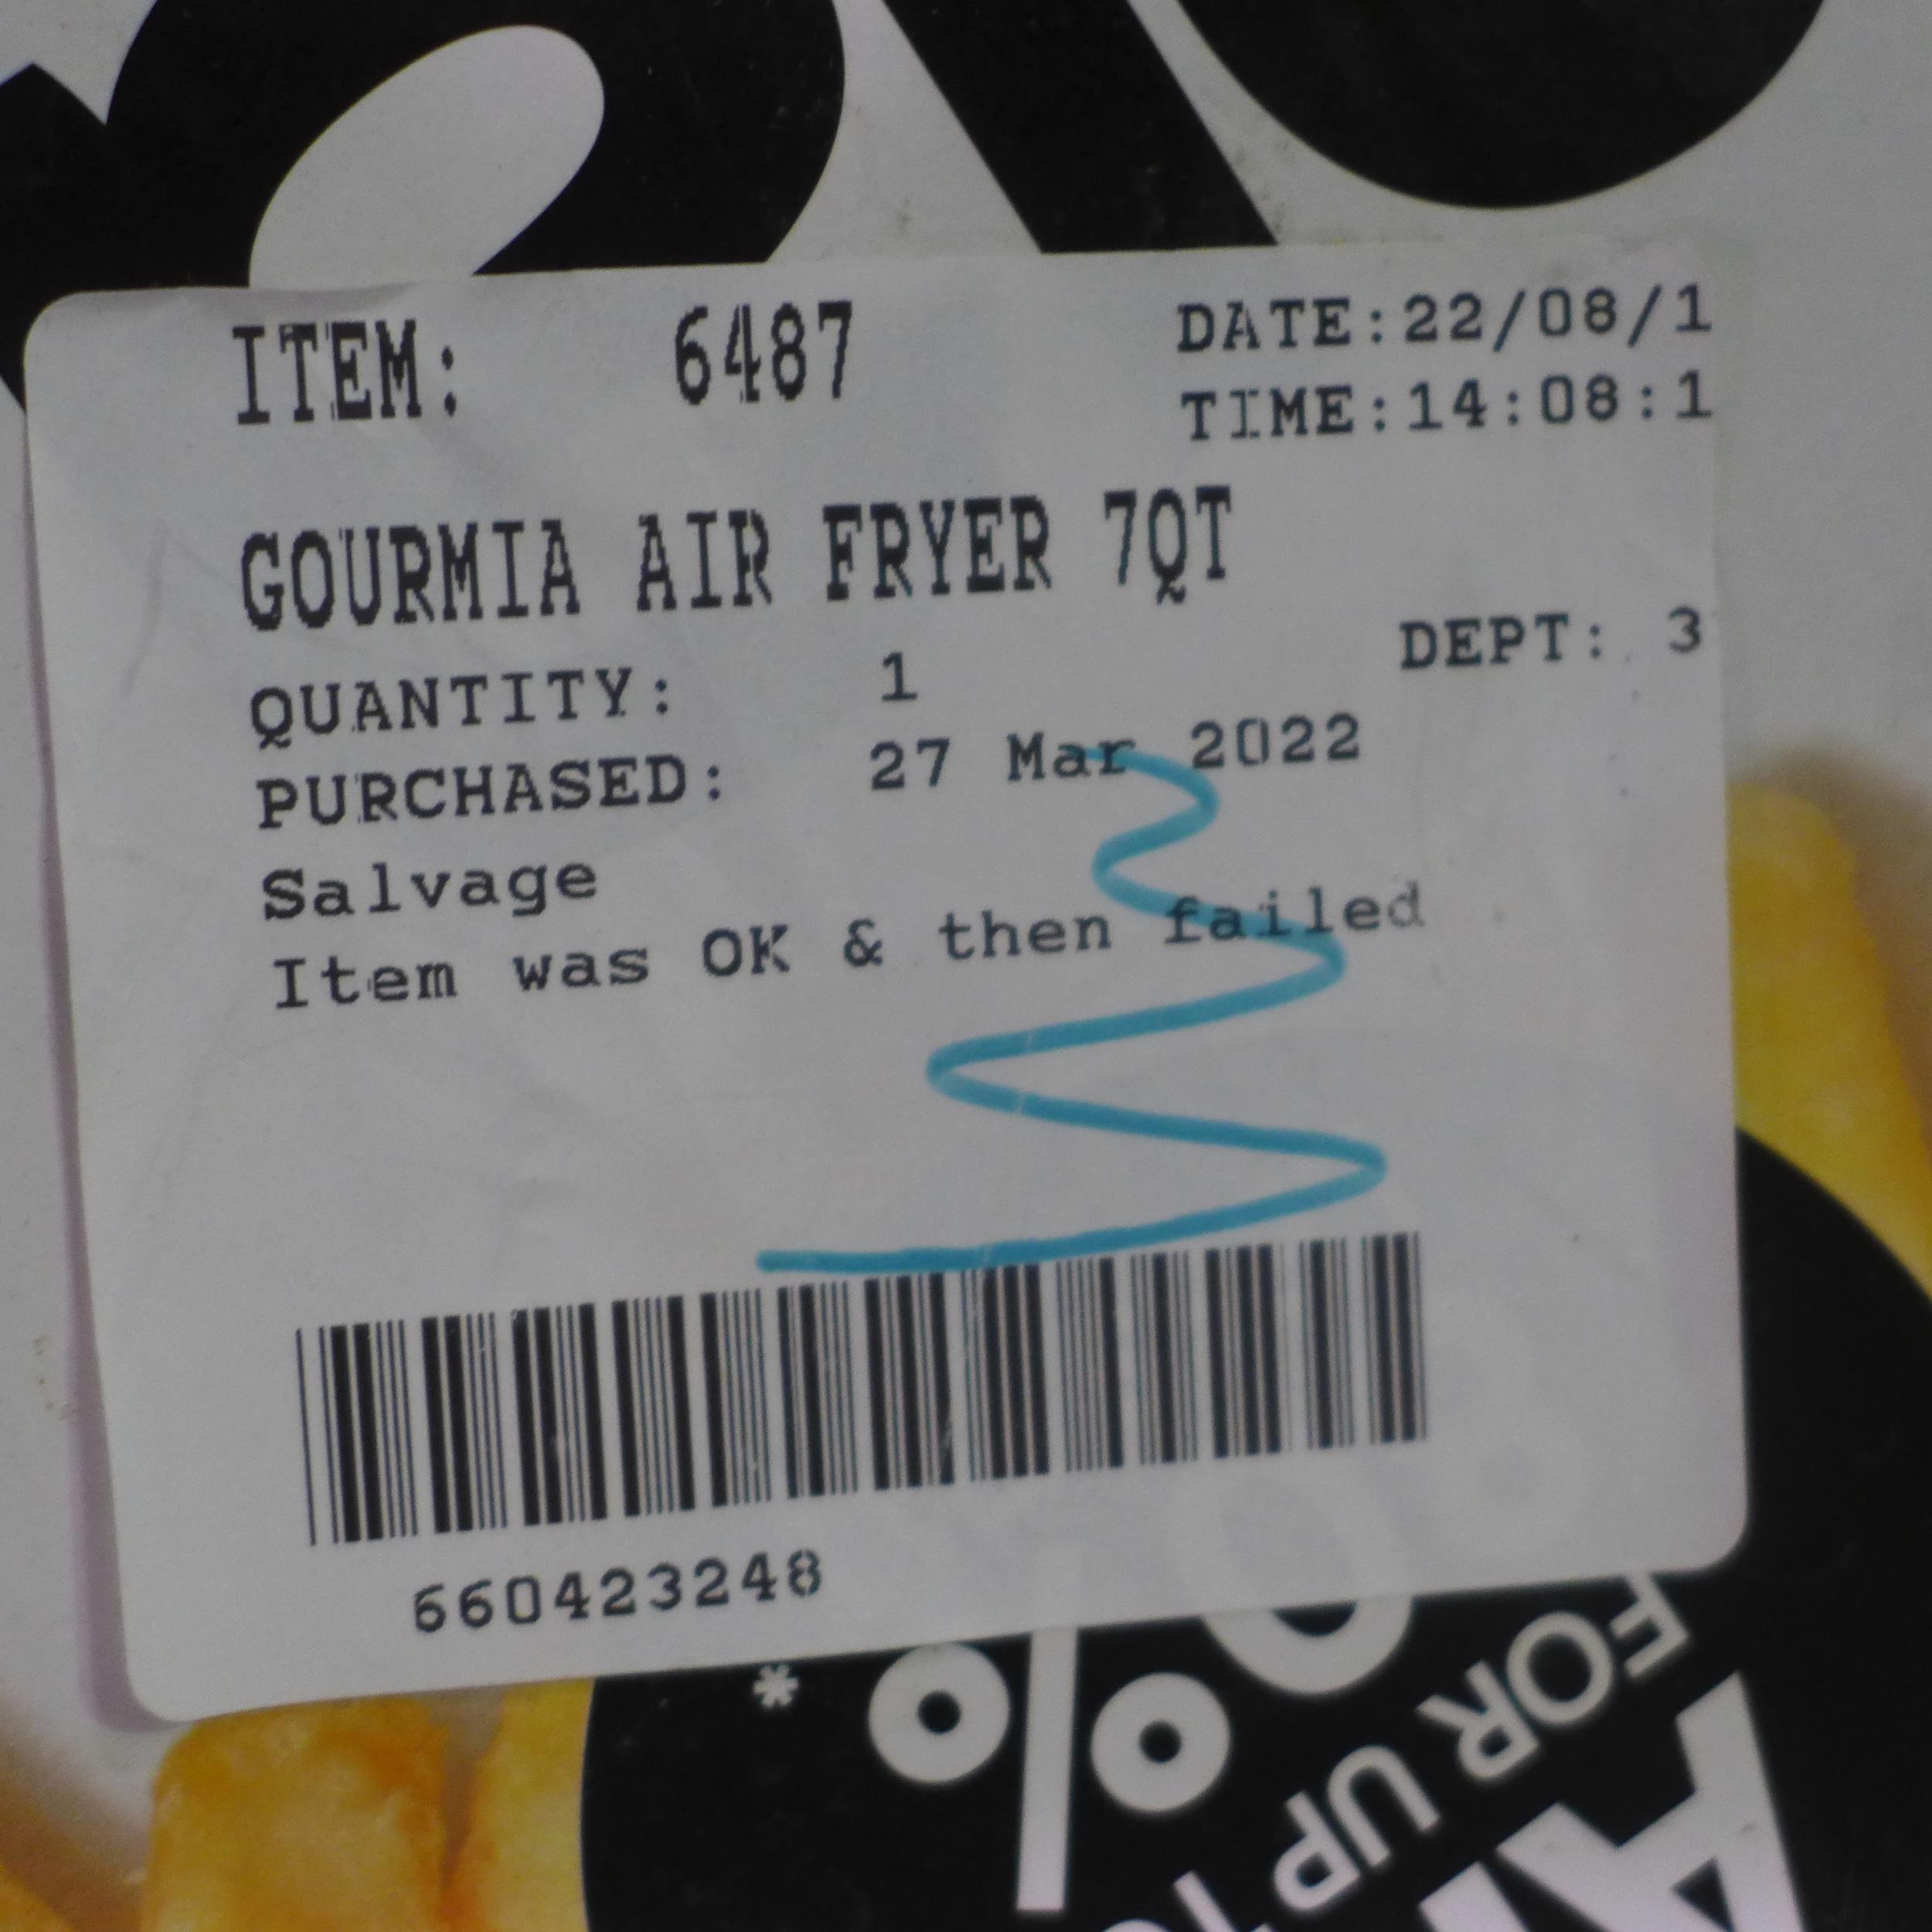 ITEM: 6487
DATE:22/08/1
TIME:14:08:1
GOURMIA AIR FRYER 7QT
DEPT: 3
QUANTITY: 1
PURCHASED: 27 Mar 2022
Salvage
Item was OK & then failed
660423248
%*
FOR UP